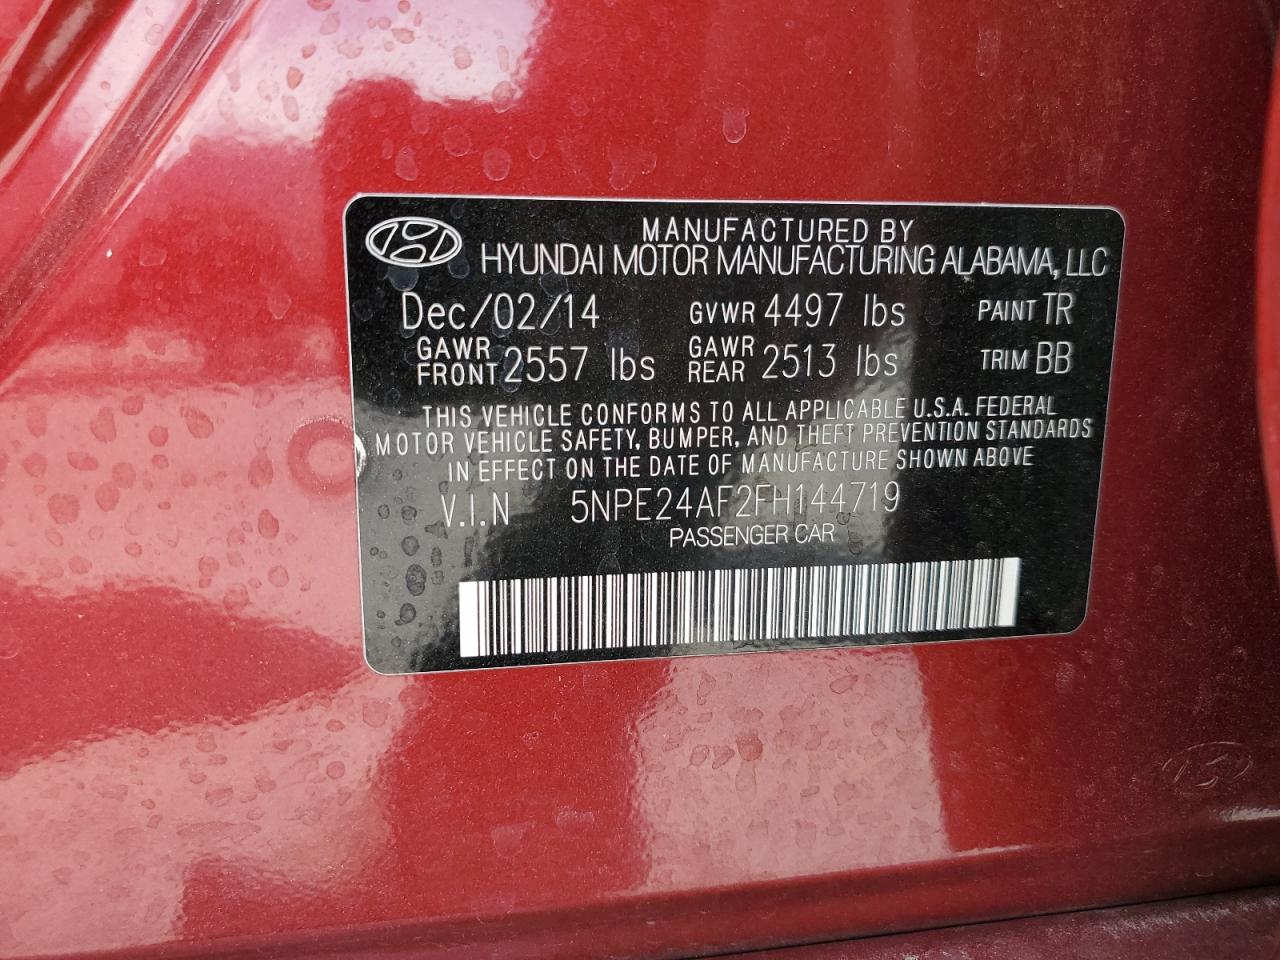 MANUFACTURED BY
HYUNDAI MOTOR MANUFACTURING ALABAMA, LLC
Dec/02/14 GVWR 4497 lbs PAINT TR
GAWR FRONT 2557 lbs GAWR REAR 2513 lbs TRIM BB
THIS VEHICLE CONFORMS TO ALL APPLICABLE U.S.A. FEDERAL
MOTOR VEHICLE SAFETY, BUMPER, AND THEFT PREVENTION STANDARDS
IN EFFECT ON THE DATE OF MANUFACTURE SHOWN ABOVE
V.I.N 5NPE24AF2FH144719
PASSENGER CAR